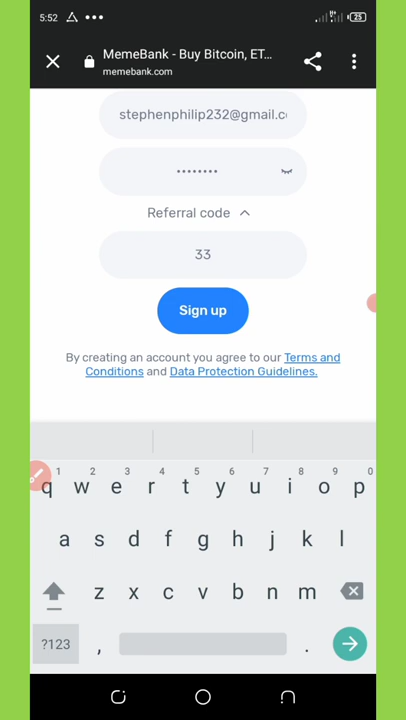 5:52
25
MemeBank - Buy Bitcoin, ET...
memebank.com
stephenphilip232@gmail.c
Referral code
33
Sign up
By creating an account you agree to our Terms and
Conditions and Data Protection Guidelines.
1 2 3 4 5 6 7 8 9 0
q w e r t y u i o p
a s d f g h j k l
z x c v b n m
?123 , .